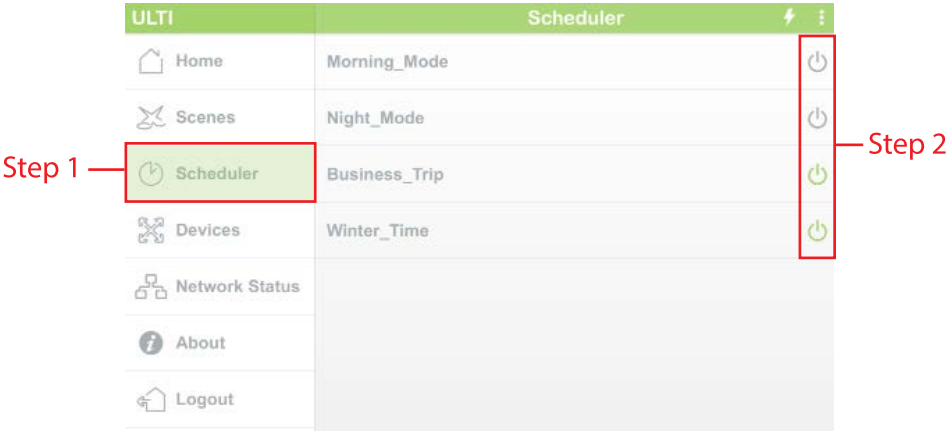 ULTI
Scheduler
Home
Morning_Mode
Scenes
Night_Mode
Step 1
Scheduler
Business_Trip
Step 2
Devices
Winter_Time
Network Status
About
Logout